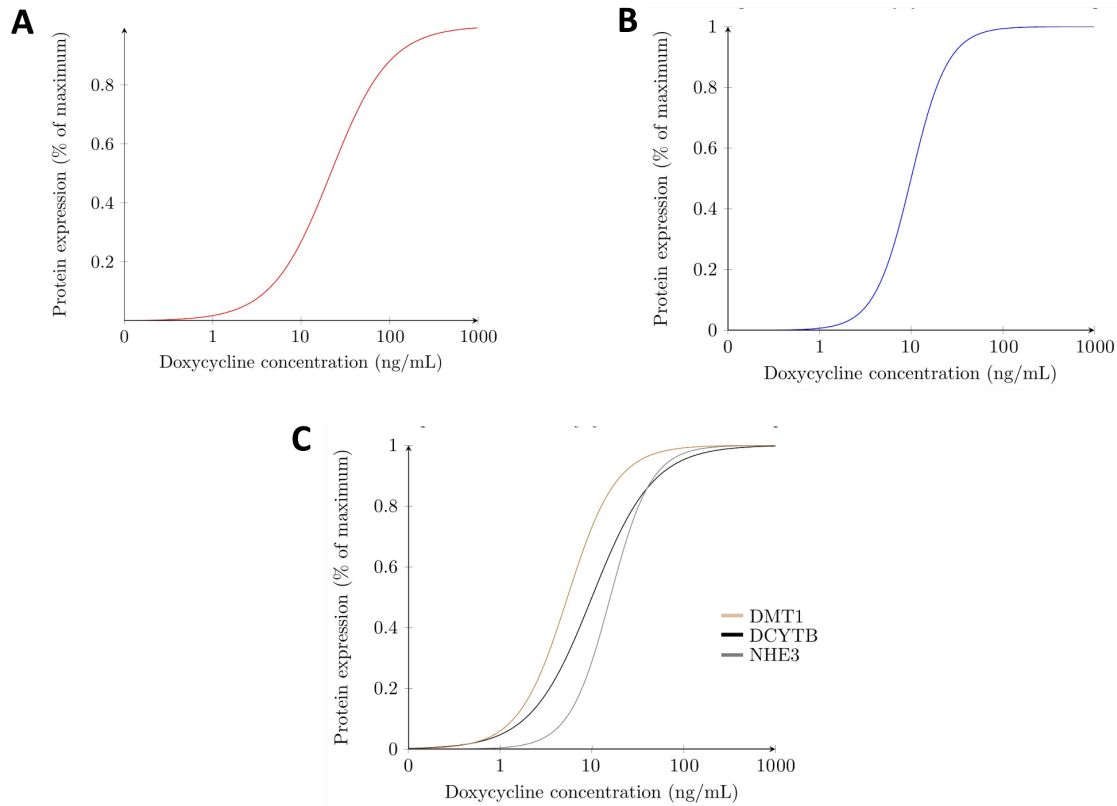 A
Protein expression (% of maximum)
0.8
0.6
0.4
0.2
0 1 10 100 1000
Doxycycline concentration (ng/mL)
B
Protein expression (% of maximum)
1
0.8
0.6
0.4
0.2
0
0 1 10 100 1000
Doxycycline concentration (ng/mL)
C
Protein expression (% of maximum)
1
0.8
0.6
0.4
0.2
0
DMT1
DCYTB
NHE3
0 1 10 100 1000
Doxycycline concentration (ng/mL)